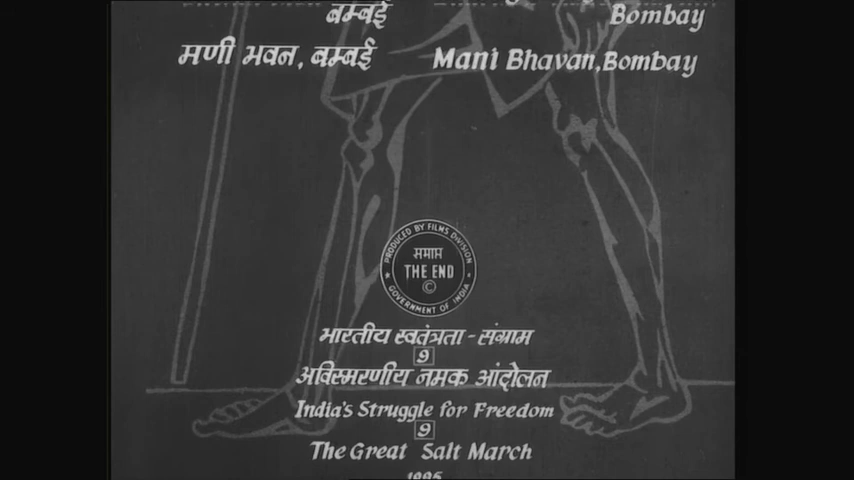 बम्बई Bombay
मणी भवन, बम्बई Mani Bhavan, Bombay
PRODUCED BY FILMS DIVISION
समाप्त
THE END
©
GOVERNMENT OF INDIA
भारतीय स्वतंत्रता - संग्राम
9
अविस्मरणीय नमक आंदोलन
India's Struggle for Freedom
9
The Great Salt March